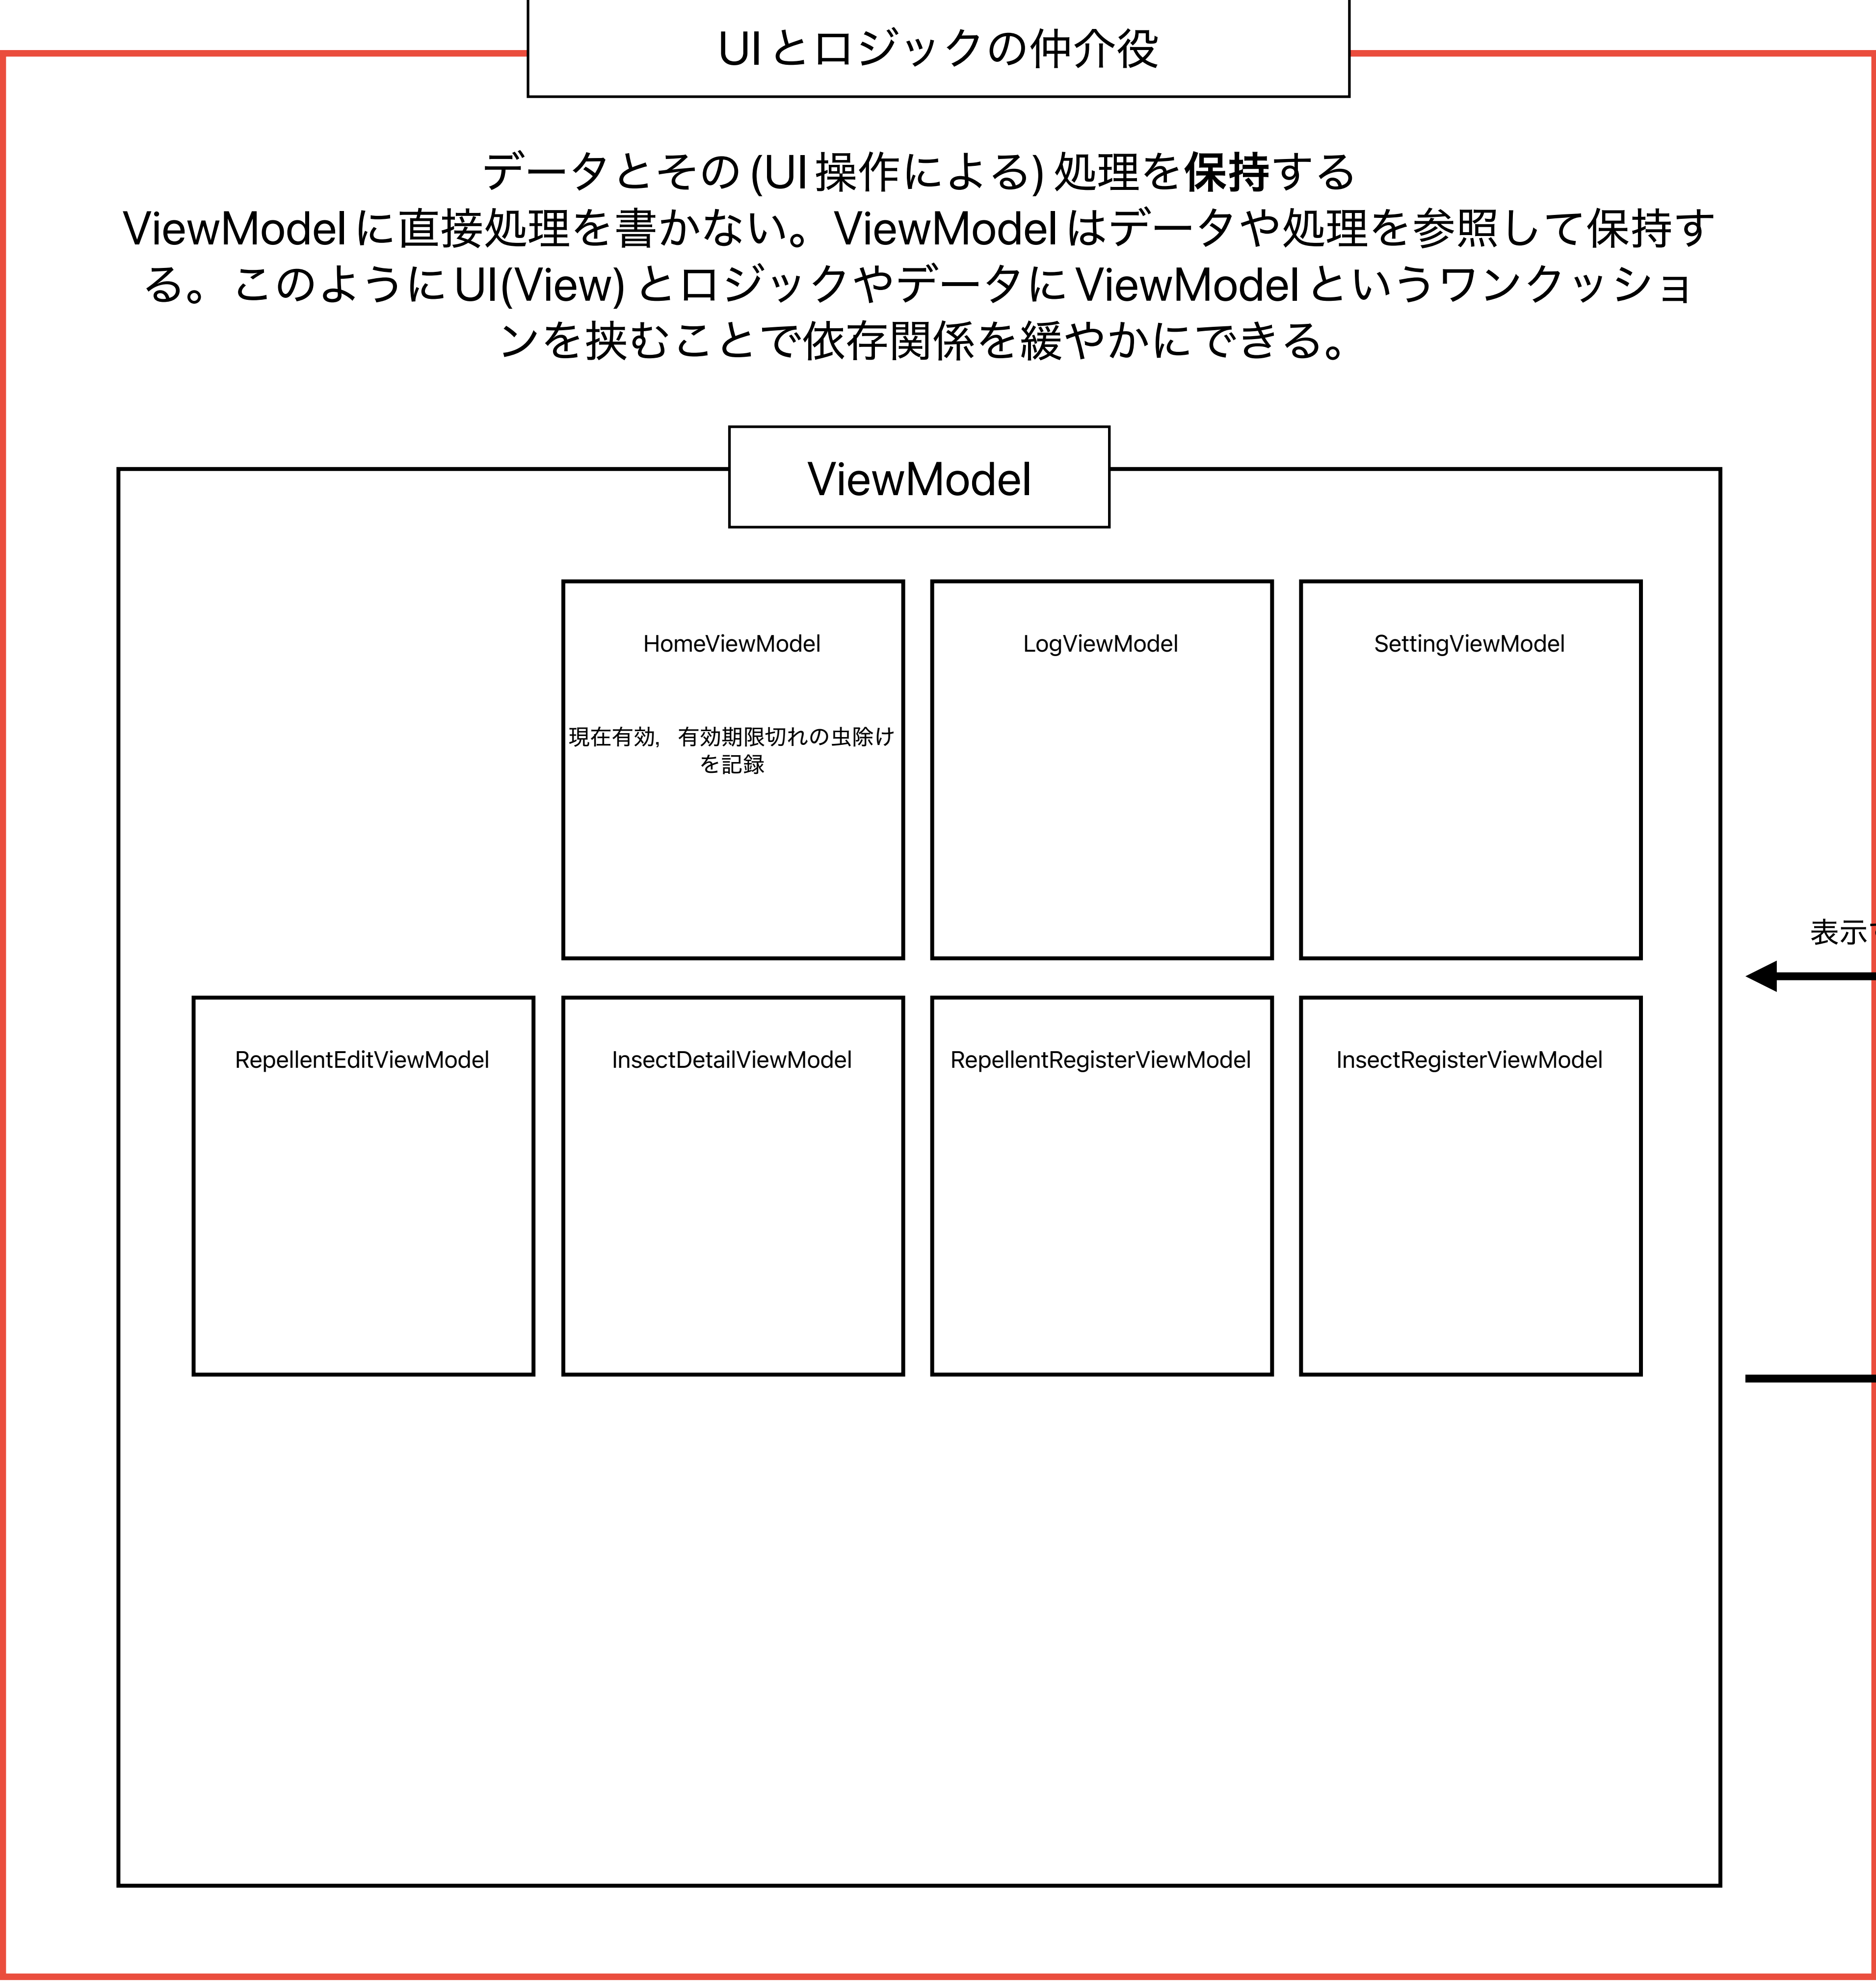 UIとロジックの仲介役
データとその(UI操作による)処理を保持する
ViewModelに直接処理を書かない。ViewModelはデータや処理を参照して保持す
る。このようにUI(View)とロジックやデータにViewModelというワンクッショ
ンを挟むことで依存関係を緩やかにできる。
ViewModel
HomeViewModel
LogViewModel
SettingViewModel
現在有効，有効期限切れの虫除け
を記録
表示
RepellentEditViewModel
InsectDetailViewModel
RepellentRegisterViewModel
InsectRegisterViewModel